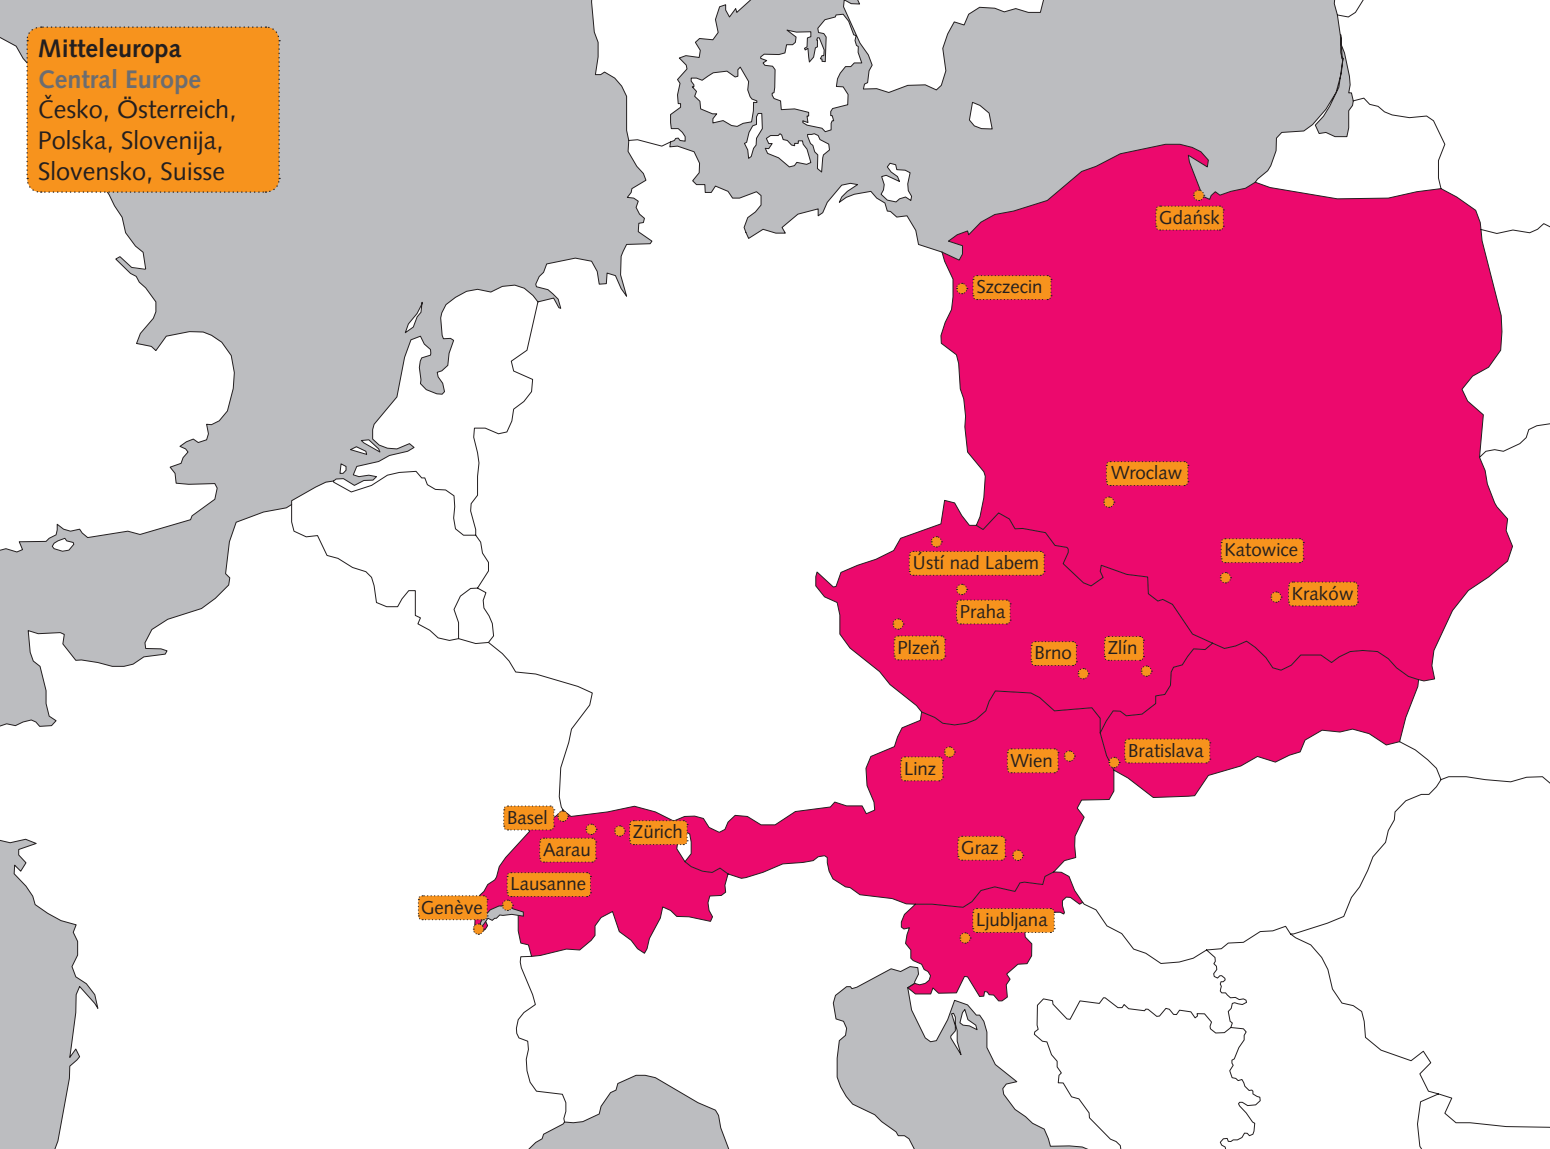 Mitteleuropa
Central Europe
Česko, Österreich,
Polska, Slovenija,
Slovensko, Suisse
Gdańsk
Szczecin
Wroclaw
Katowice
Ústí nad Labem
Kraków
Praha
Plzeň
Brno
Zlín
Bratislava
Wien
Linz
Basel
Zürich
Aarau
Graz
Lausanne
Genève
Ljubljana